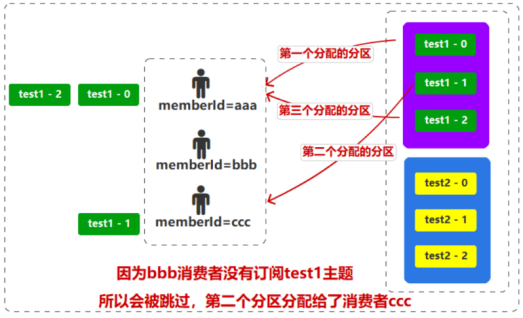 test1 - 0
第一个分配的分区
test1 - 2
test1 - 0
memberId=aaa
test1 - 1
第三个分配的分区
test1 - 2
第二个分配的分区
memberId=bbb
test2 - 0
test1 - 1
memberId=ccc
test2 - 1
test2 - 2
因为bbb消费者没有订阅test1主题
所以会被跳过，第二个分区分配给了消费者ccc